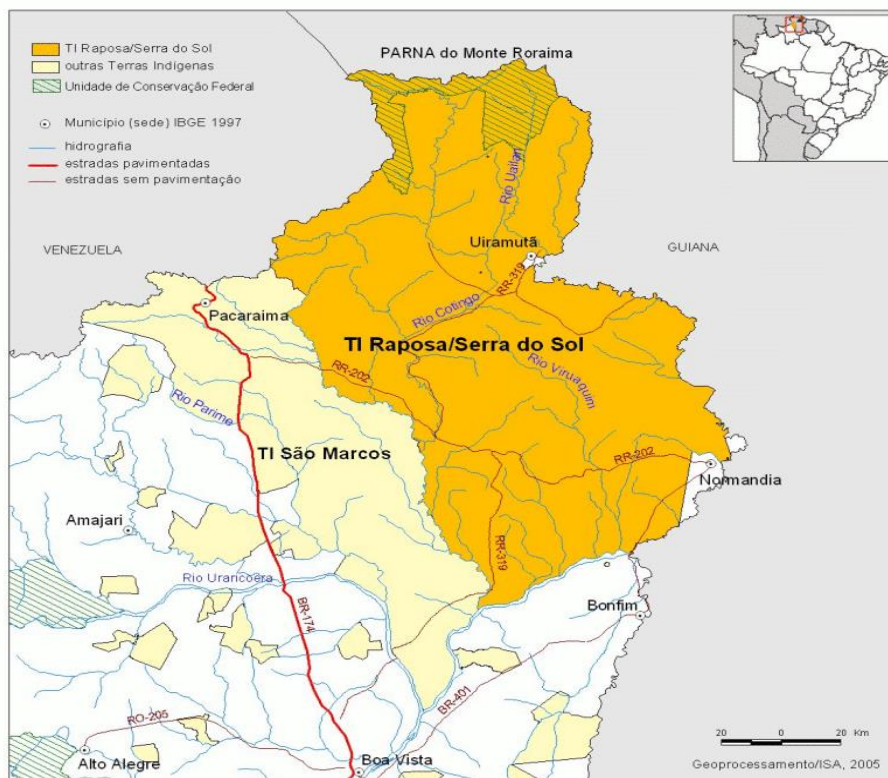 TI Raposa/Serra do Sol
outras Terras Indígenas
Unidade de Conservação Federal
Município (sede) IBGE 1997
hidrografia
estradas pavimentadas
estradas sem pavimentação
PARNA do Monte Roraima
Rio Uailan
Uiramutã
VENEZUELA
GUIANA
RR-319
Pacaraima
Rio Cotingo
TI Raposa/Serra do Sol
RR-202
Rio Viruaquim
Rio Parime
TI São Marcos
RR-202
Normandia
Amajari
RR-319
Rio Uraricoera
Bonfim
BR-174
BR-401
RO-205
Alto Alegre
Boa Vista
20 0 20 Km
Geoprocessamento/ISA, 2005